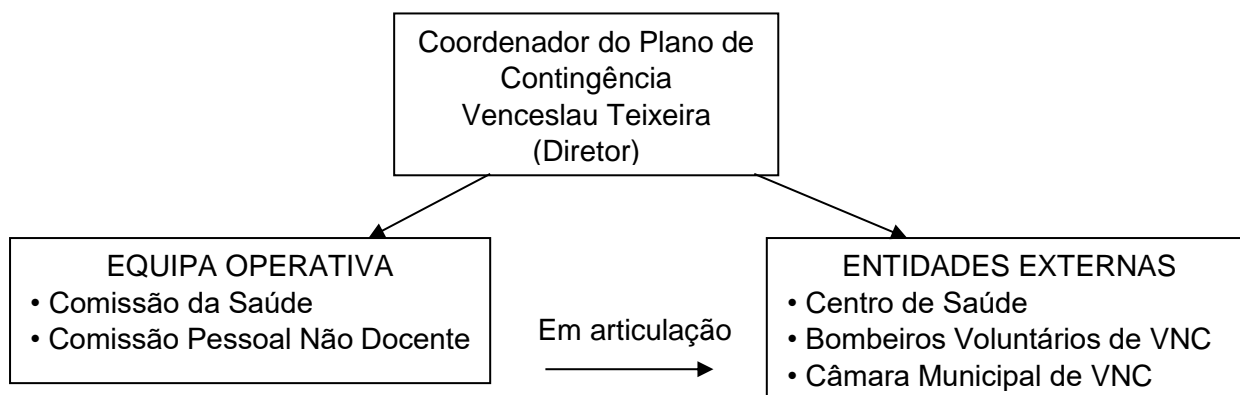 Coordenador do Plano de
Contingência
Venceslau Teixeira
(Diretor)
EQUIPA OPERATIVA
• Comissão da Saúde
• Comissão Pessoal Não Docente
Em articulação
ENTIDADES EXTERNAS
• Centro de Saúde
• Bombeiros Voluntários de VNC
• Câmara Municipal de VNC